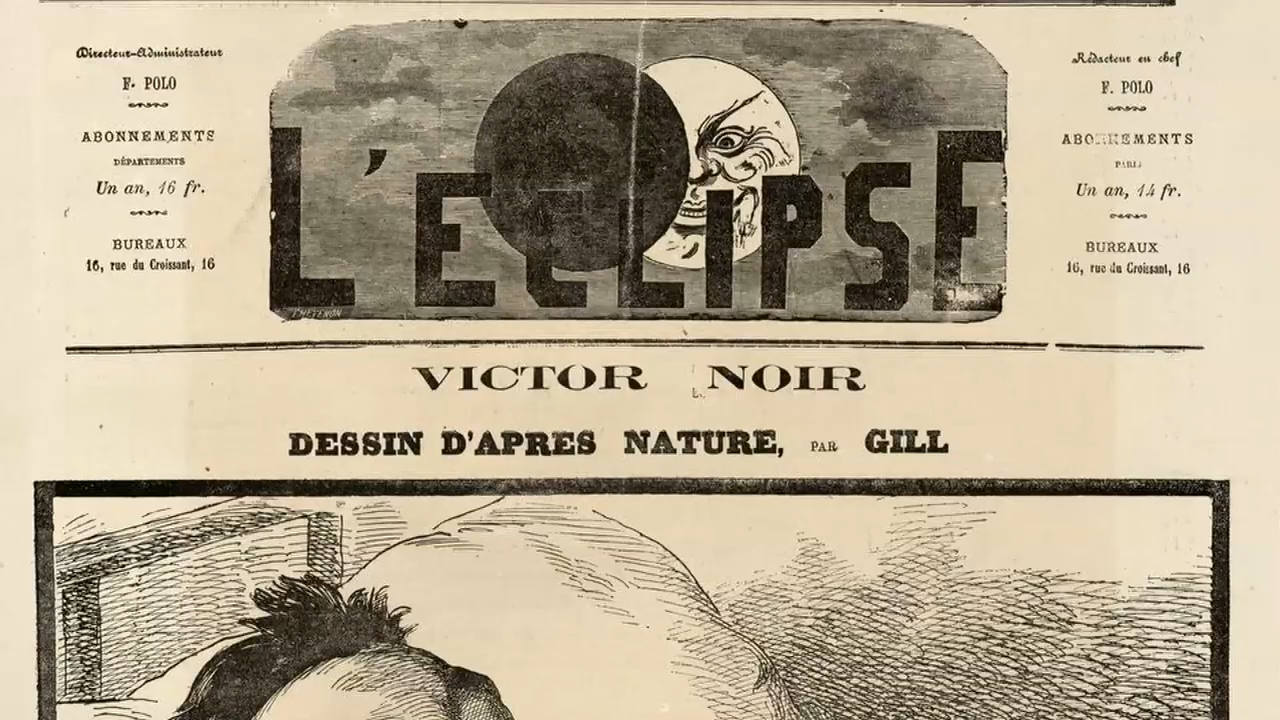 Directeur-Administrateur
F. POLO
ABONNEMENTS
DÉPARTEMENTS
Un an, 16 fr.
BUREAUX
16, rue du Croissant, 16
L'ECLIPSE
Rédacteur en chef
F. POLO
ABONNEMENTS
PARIS
Un an, 14 fr.
BUREAUX
16, rue du Croissant, 16
VICTOR NOIR
DESSIN D'APRES NATURE, PAR GILL